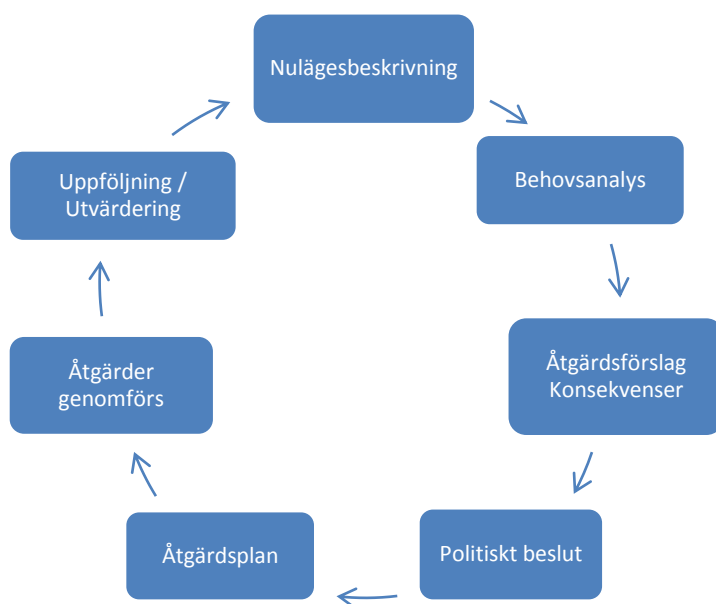 Nulägesbeskrivning
Behovsanalys
Åtgärdsförslag
Konsekvenser
Politiskt beslut
Åtgärdsplan
Åtgärder
genomförs
Uppföljning /
Utvärdering